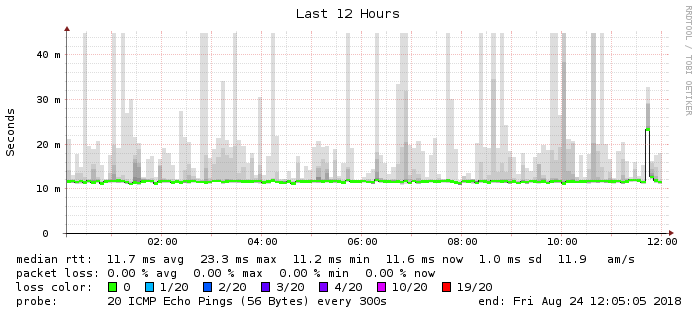 Last 12 Hours
RRDTOOL / TOBI OETIKER
Seconds
40 m
30 m
20 m
10 m
0
02:00 04:00 06:00 08:00 10:00 12:00
median rtt: 11.7 ms avg 23.3 ms max 11.2 ms min 11.6 ms now 1.0 ms sd 11.9 am/s
packet loss: 0.00 % avg 0.00 % max 0.00 % min 0.00 % now
loss color: 0 1/20 2/20 3/20 4/20 10/20 19/20
probe: 20 ICMP Echo Pings (56 Bytes) every 300s end: Fri Aug 24 12:05:05 2018